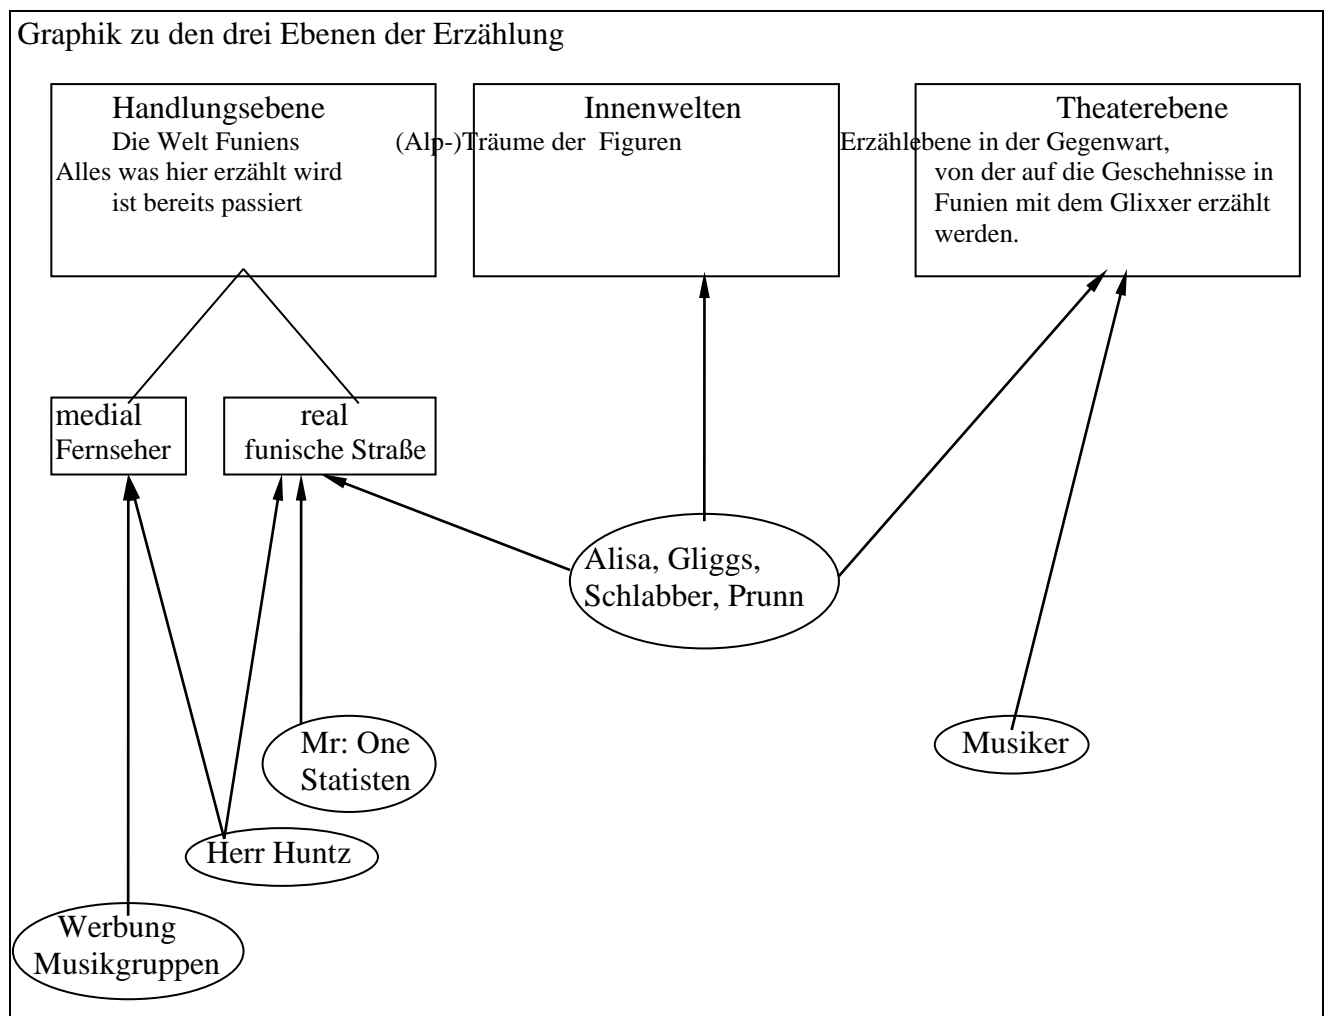 Graphik zu den drei Ebenen der Erzählung
Handlungsebene
Die Welt Funiens
Alles was hier erzählt wird
ist bereits passiert
Innenwelten
(Alp-)Träume der Figuren
Theaterebene
Erzählebene in der Gegenwart,
von der auf die Geschehnisse in
Funien mit dem Glixxer erzählt
werden.
medial
Fernseher
real
funische Straße
Alisa, Gliggs,
Schlabber, Prunn
Mr: One
Statisten
Musiker
Herr Huntz
Werbung
Musikgruppen